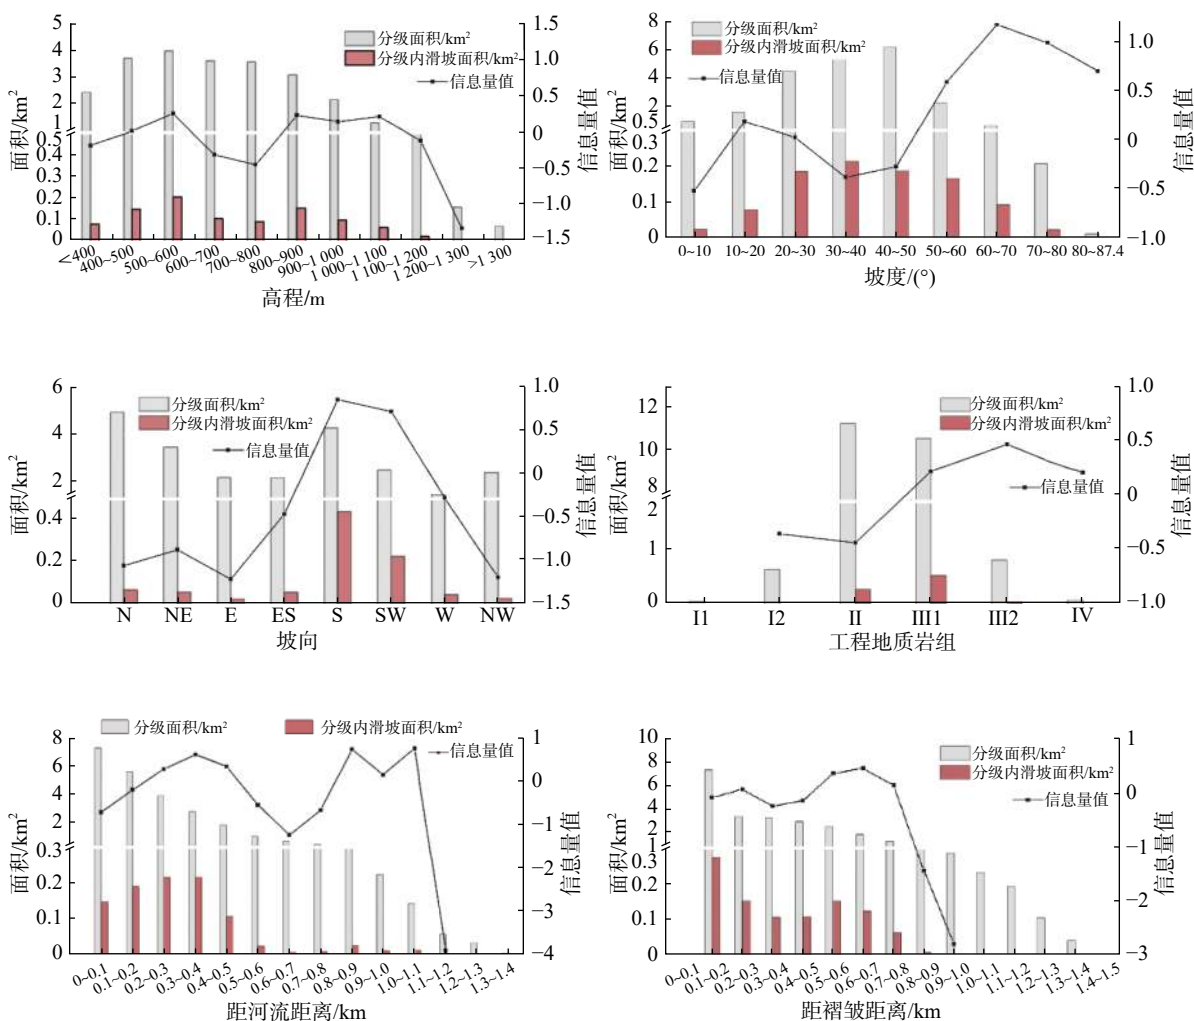 分级面积/km²
分级内滑坡面积/km²
信息量值
面积/km²
5
4
3
2
1
0.5
0.4
0.3
0.2
0.1
0
1.5
1.0
0.5
0
−0.5
−1.0
−1.5
信息量值
<400
400~500
500~600
600~700
700~800
800~900
900~1 000
1 000~1 100
1 100~1 200
1 200~1 300
>1 300
高程/m
分级面积/km²
分级内滑坡面积/km²
信息量值
面积/km²
8
6
4
2
0.5
0.3
0.2
0.1
0
1.0
0.5
0
−0.5
−1.0
信息量值
0~10
10~20
20~30
30~40
40~50
50~60
60~70
70~80
80~87.4
坡度/(°)
分级面积/km²
分级内滑坡面积/km²
信息量值
面积/km²
6
4
2
0.4
0.2
0
1.0
0.5
0
−0.5
−1.0
−1.5
信息量值
N
NE
E
ES
S
SW
W
NW
坡向
分级面积/km²
分级内滑坡面积/km²
信息量值
面积/km²
12
10
8
2
1
0
1.0
0.5
0
−0.5
−1.0
信息量值
I1
I2
II
III1
III2
IV
工程地质岩组
分级面积/km²
分级内滑坡面积/km²
信息量值
面积/km²
8
6
4
2
0.3
0.2
0.1
0
1
0
−1
−2
−3
−4
信息量值
0~0.1
0.1~0.2
0.2~0.3
0.3~0.4
0.4~0.5
0.5~0.6
0.6~0.7
0.7~0.8
0.8~0.9
0.9~1.0
1.0~1.1
1.1~1.2
1.2~1.3
1.3~1.4
距河流距离/km
分级面积/km²
分级内滑坡面积/km²
信息量值
面积/km²
10
8
6
4
2
0.3
0.2
0.1
0
1
0
−1
−2
−3
信息量值
0~0.1
0.1~0.2
0.2~0.3
0.3~0.4
0.4~0.5
0.5~0.6
0.6~0.7
0.7~0.8
0.8~0.9
0.9~1.0
1.0~1.1
1.1~1.2
1.2~1.3
1.3~1.4
1.4~1.5
距褶皱距离/km